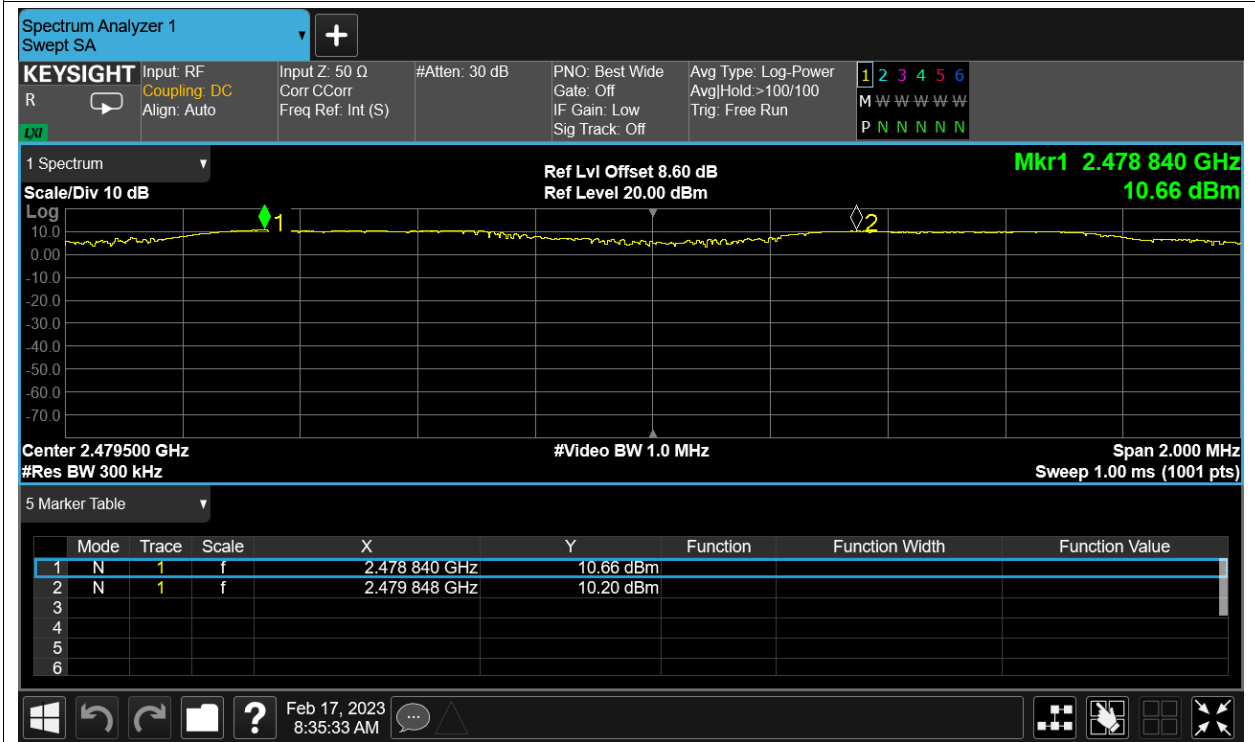 Spectrum Analyzer 1
Swept SA
+
KEYSIGHT
R
LXI
Input: RF
Coupling: DC
Align: Auto
Input Z: 50 Ω
Corr CCorr
Freq Ref: Int (S)
#Atten: 30 dB
PNO: Best Wide
Gate: Off
IF Gain: Low
Sig Track: Off
Avg Type: Log-Power
Avg|Hold:>100/100
Trig: Free Run
1 2 3 4 5 6
M W W W W W
P N N N N N
1 Spectrum
Scale/Div 10 dB
Ref Lvl Offset 8.60 dB
Ref Level 20.00 dBm
Mkr1 2.478 840 GHz
10.66 dBm
Log
1
2
10.0
0.00
-10.0
-20.0
-30.0
-40.0
-50.0
-60.0
-70.0
Center 2.479500 GHz
#Res BW 300 kHz
#Video BW 1.0 MHz
Span 2.000 MHz
Sweep 1.00 ms (1001 pts)
5 Marker Table
Mode Trace Scale X Y Function Function Width Function Value
1 N 1 f 2.478 840 GHz 10.66 dBm
2 N 1 f 2.479 848 GHz 10.20 dBm
3
4
5
6
?
Feb 17, 2023
8:35:33 AM